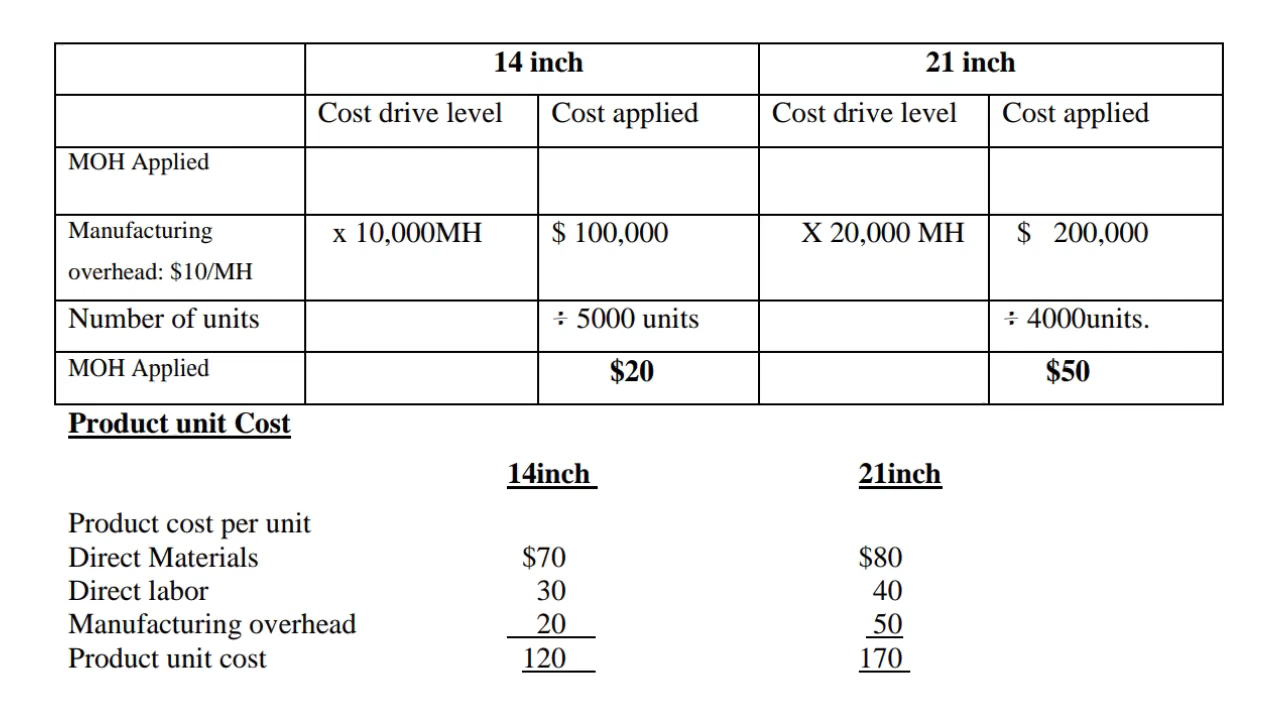 14 inch 21 inch
Cost drive level Cost applied Cost drive level Cost applied
MOH Applied
Manufacturing x 10,000MH $ 100,000 X 20,000 MH $ 200,000
overhead: $10/MH
Number of units ÷ 5000 units ÷ 4000units.
MOH Applied $20 $50
Product unit Cost
14inch 21inch
Product cost per unit
Direct Materials $70 $80
Direct labor 30 40
Manufacturing overhead 20 50
Product unit cost 120 170